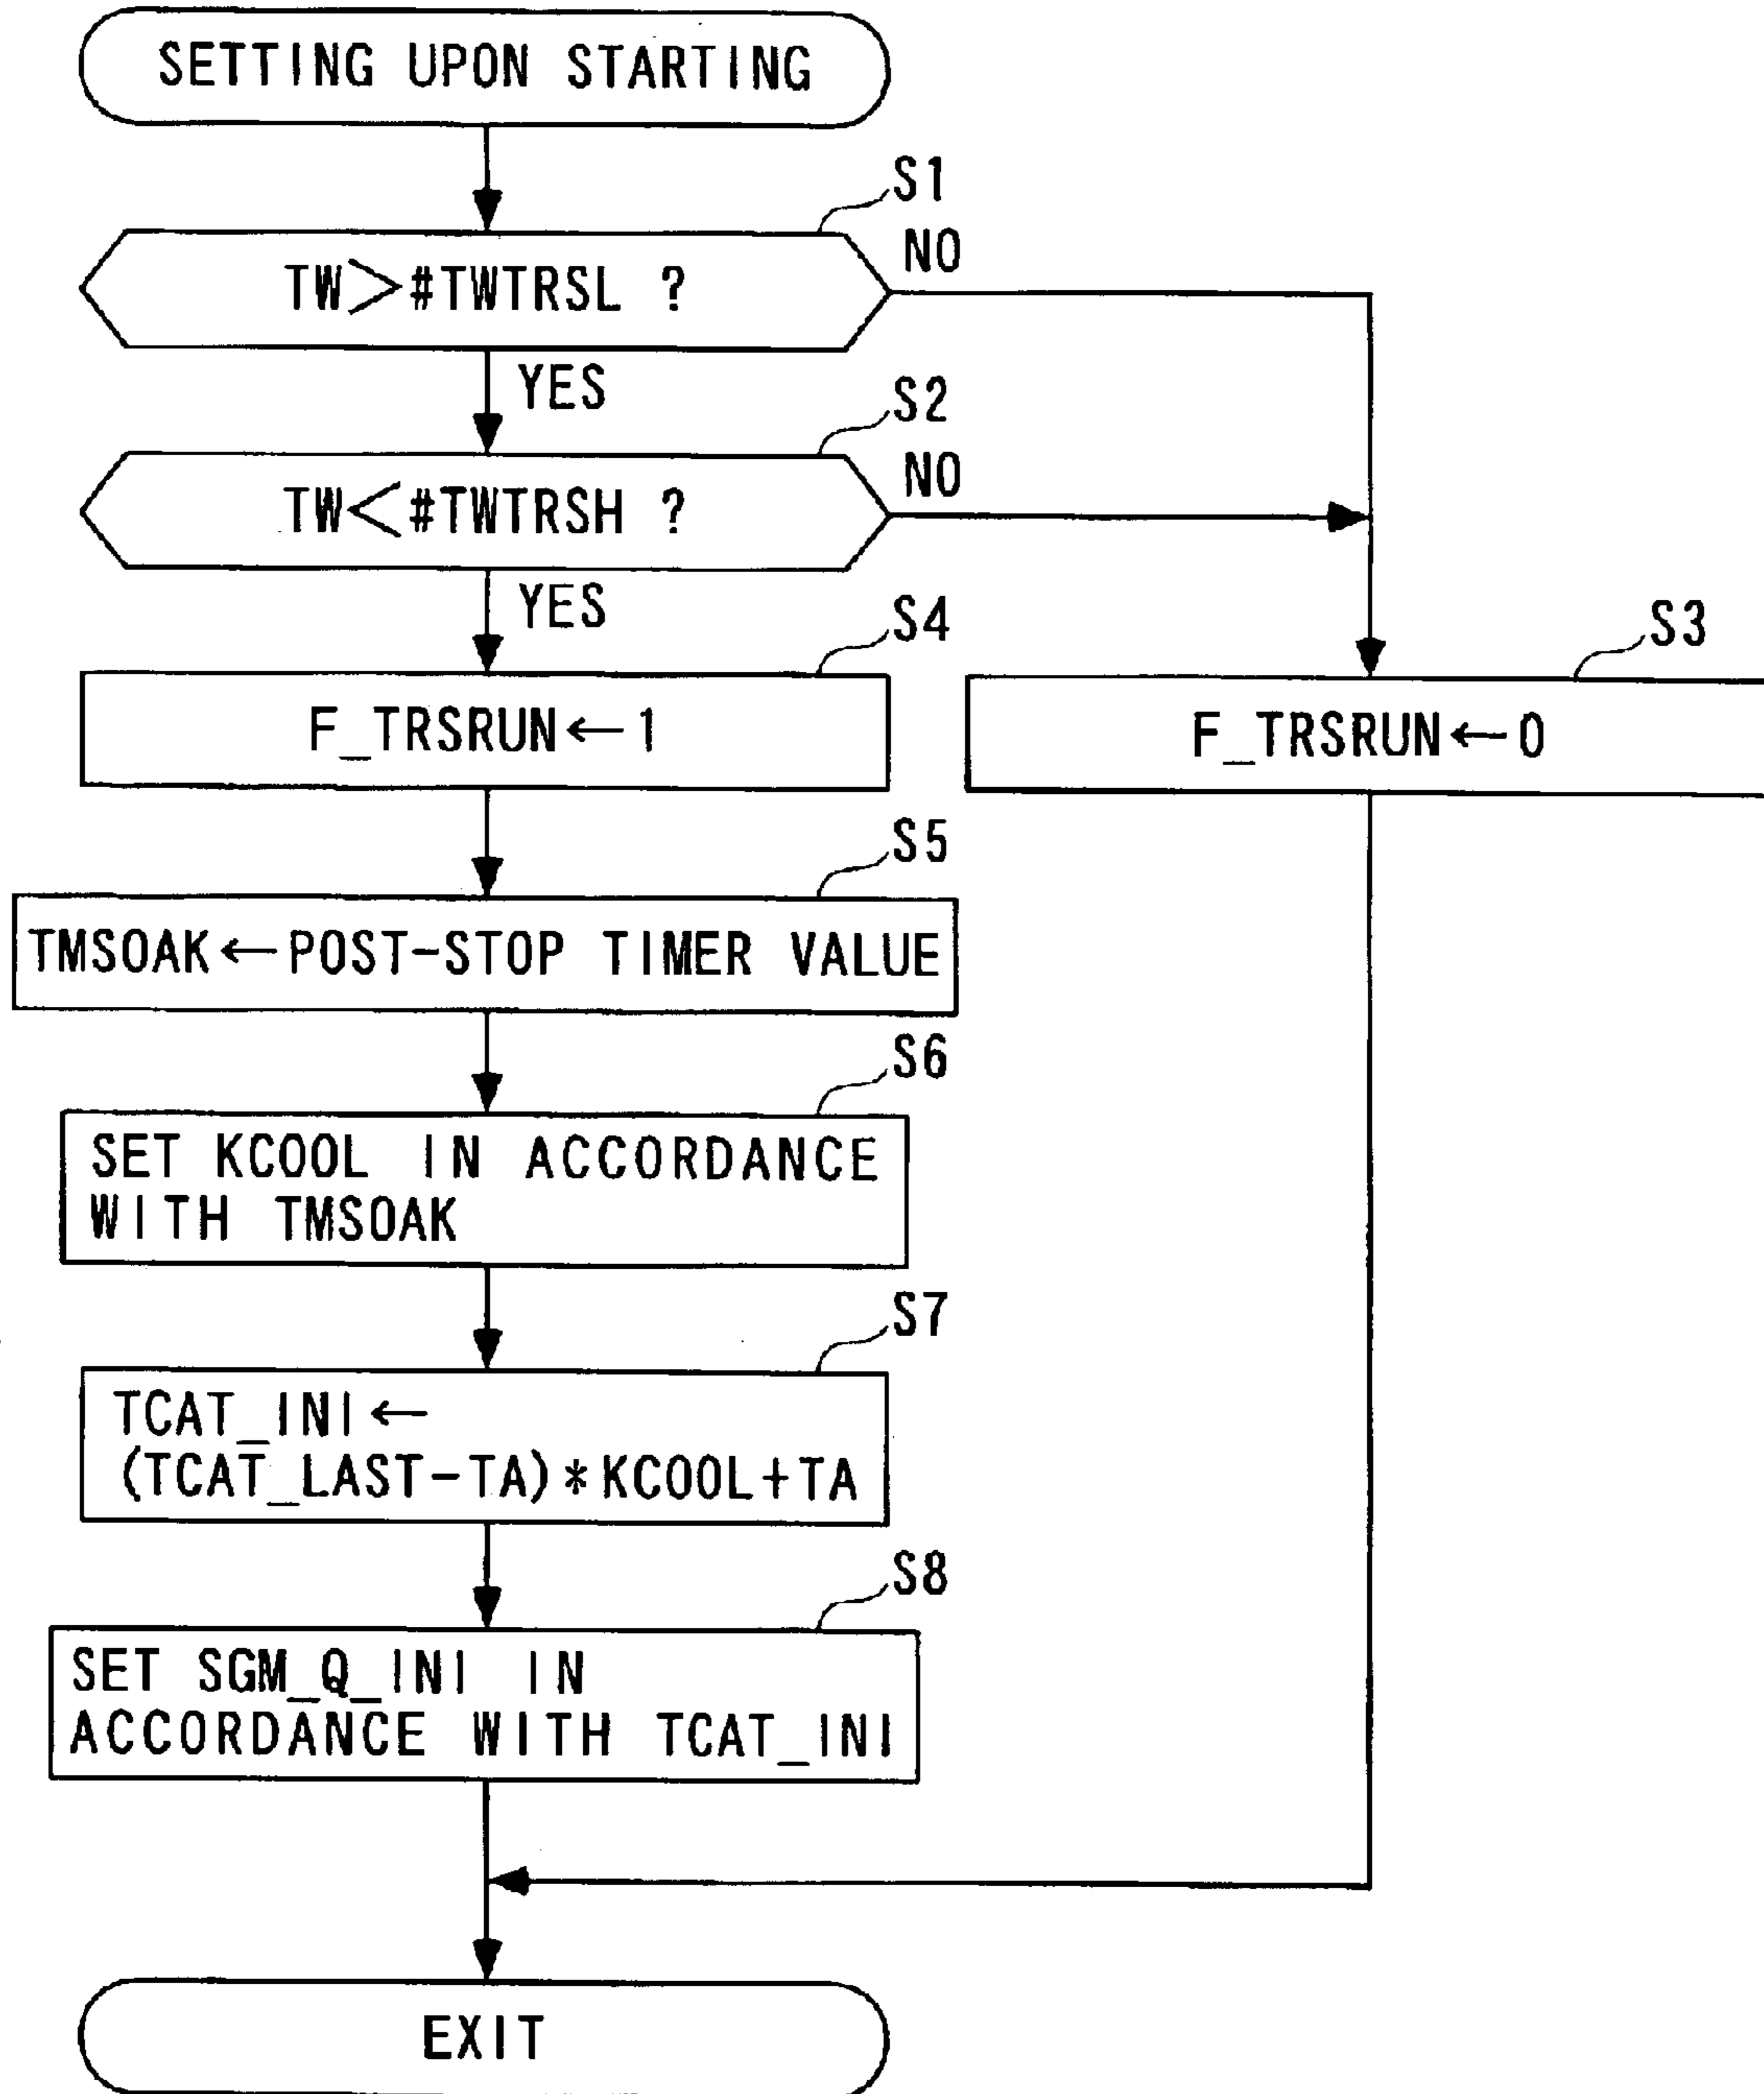 SETTING UPON STARTING
S1
TW>#TWTRSL ?
NO
YES
S2
TW<#TWTRSH ?
NO
YES
S4
F_TRSRUN←1
S3
F_TRSRUN←0
S5
TMSOAK←POST-STOP TIMER VALUE
S6
SET KCOOL IN ACCORDANCE
WITH TMSOAK
S7
TCAT_INI←
(TCAT_LAST-TA)*KCOOL+TA
S8
SET SGM_Q_INI IN
ACCORDANCE WITH TCAT_INI
EXIT